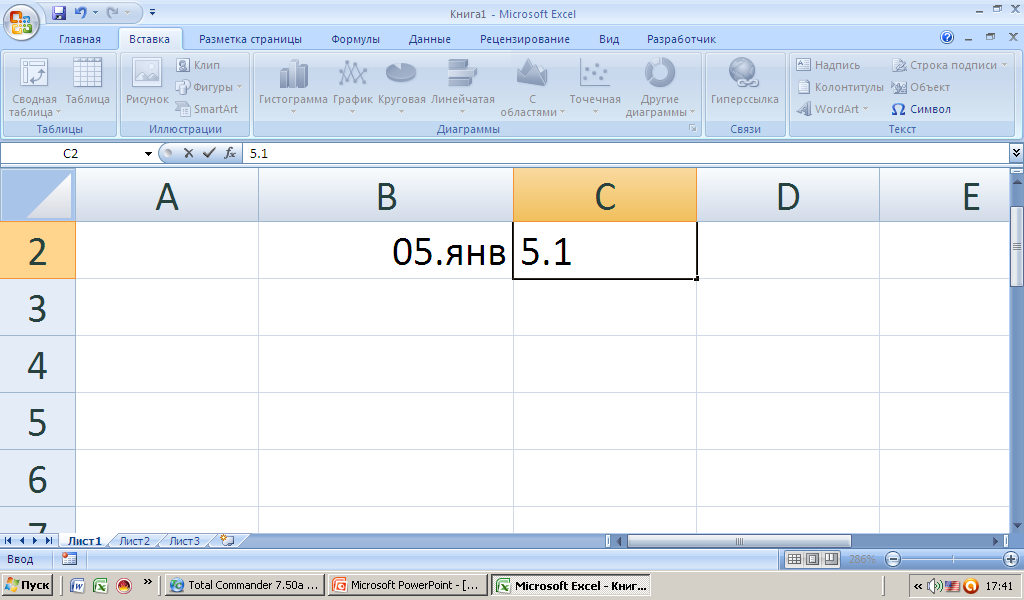 Книга1 - Microsoft Excel
Главная Вставка Разметка страницы Формулы Данные Рецензирование Вид Разработчик
Сводная таблица
Таблица
Таблицы
Рисунок
Клип
Фигуры
SmartArt
Иллюстрации
Гистограмма
График
Круговая
Линейчатая
С областями
Точечная
Другие диаграммы
Диаграммы
Гиперссылка
Связи
Надпись
Колонтитулы
WordArt
Строка подписи
Объект
Ω Символ
Текст
C2 fx 5.1
A B C D E
2 05.янв 5.1
3
4
5
6
7
Лист1 Лист2 Лист3
Ввод 286%
Пуск » Total Commander 7.50a ... Microsoft PowerPoint - [... Microsoft Excel - Книг... « 17:41